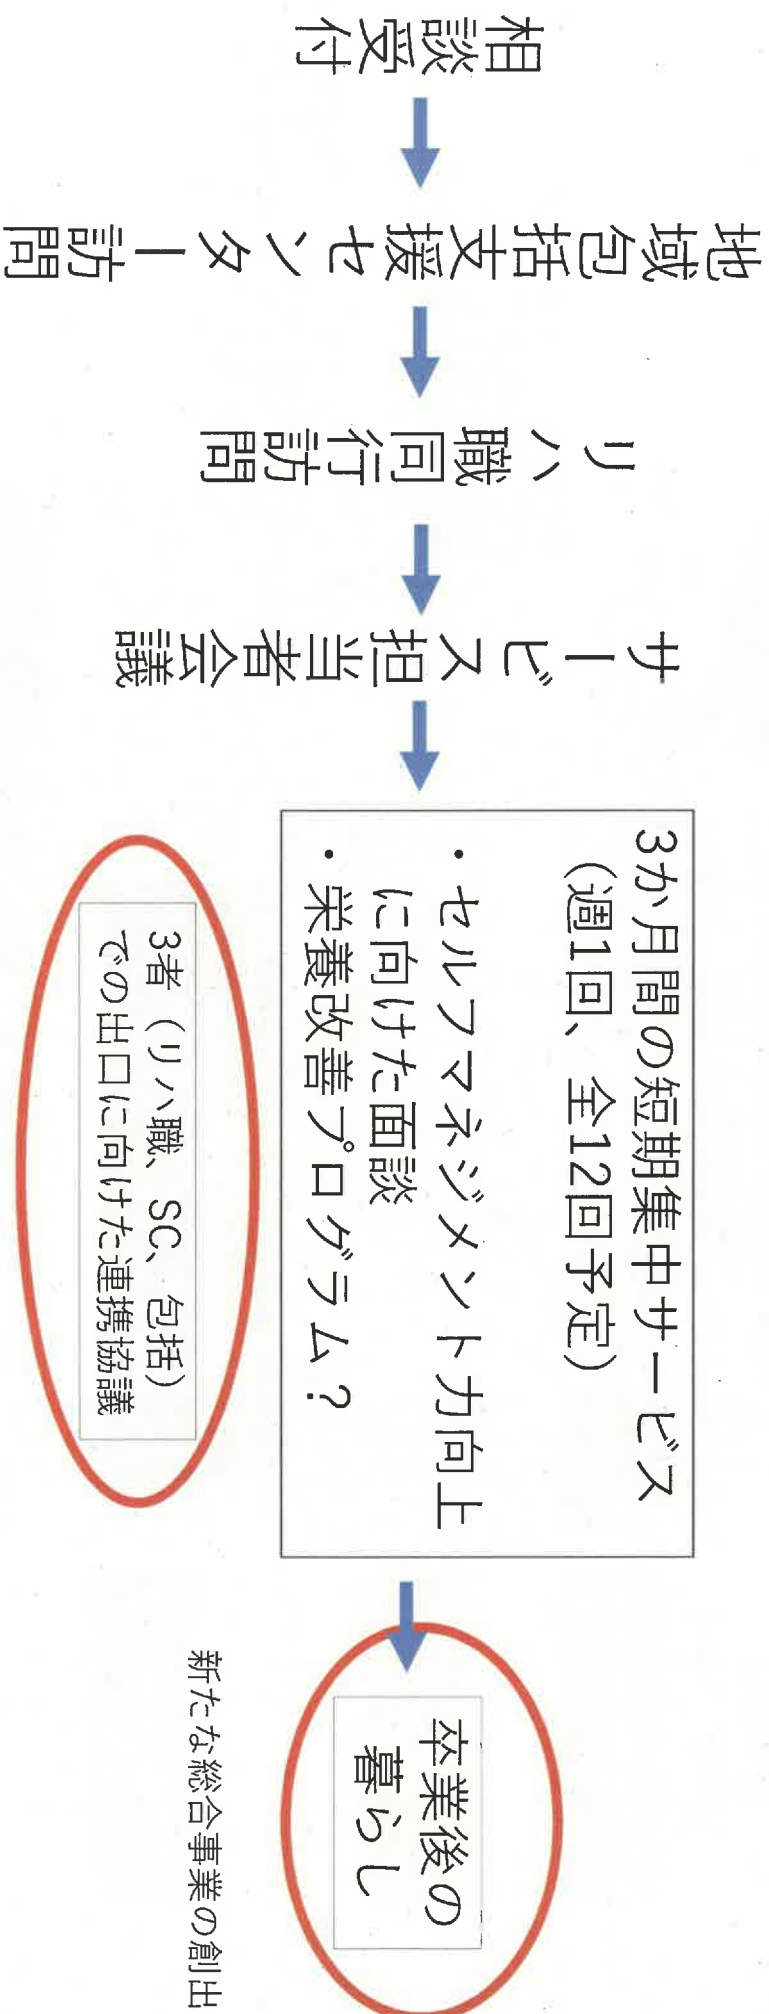 相談受付
地域包括支援センター訪問
リハ職同行訪問
サービス担当者会議
3か月間の短期集中サービス
（週1回、全12回予定）
・セルフマネジメント力向上
に向けた面談
・栄養改善プログラム？
3者（リハ職、SC、包括）
での出口に向けた連携協議
卒業後の
暮らし
新たな総合事業の創出